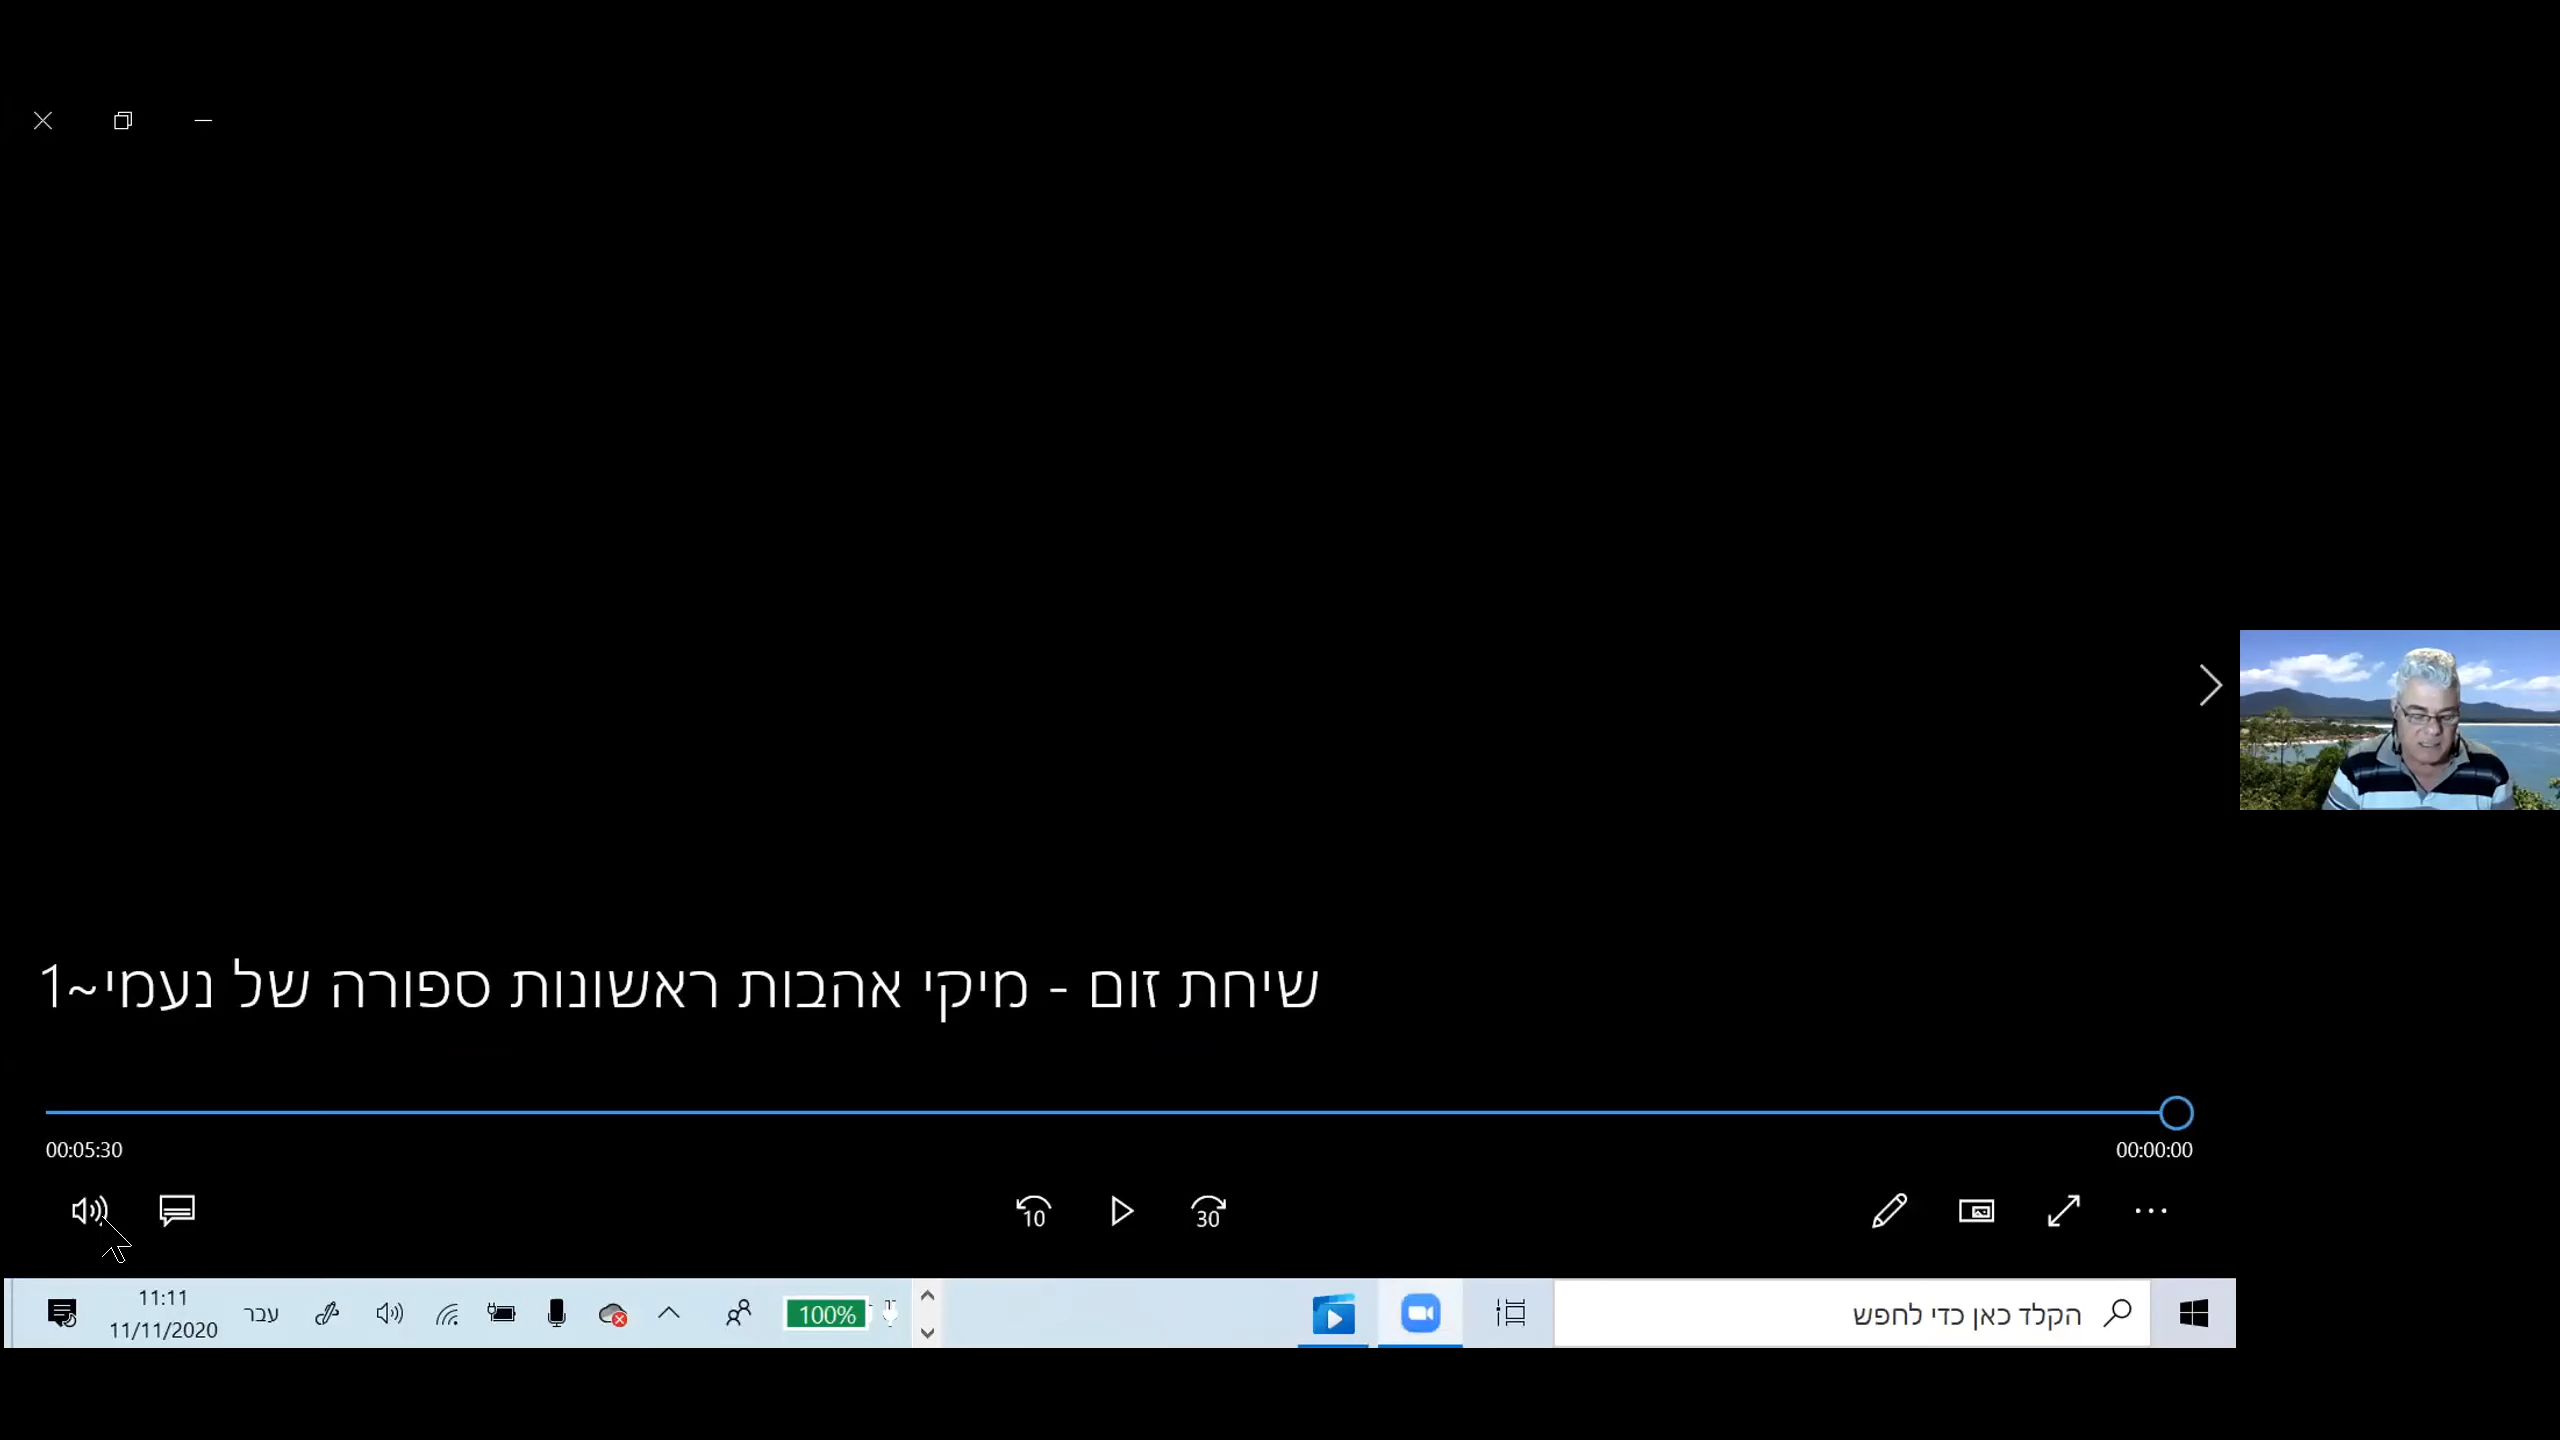 שיחת זום - מיקי אהבות ראשונות ספורה של נעמי~1
00:05:30
00:00:00
10
30
11:11
11/11/2020
עבר
100%
הקלד כאן כדי לחפש